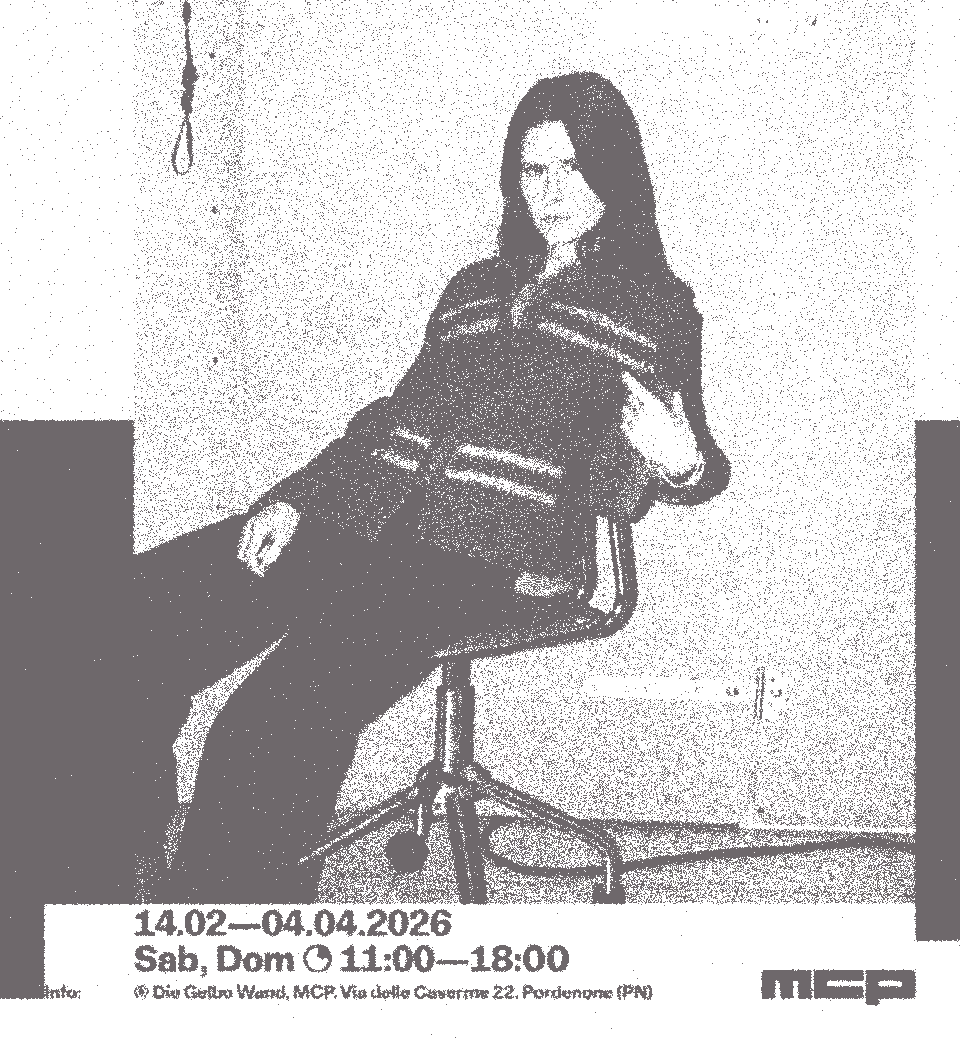 14.02—04.04.2026
Sab, Dom 11:00—18:00
Info: Die Gelbe Wand, MCP. Via delle Caserme 22. Pordenone (PN)
mcp